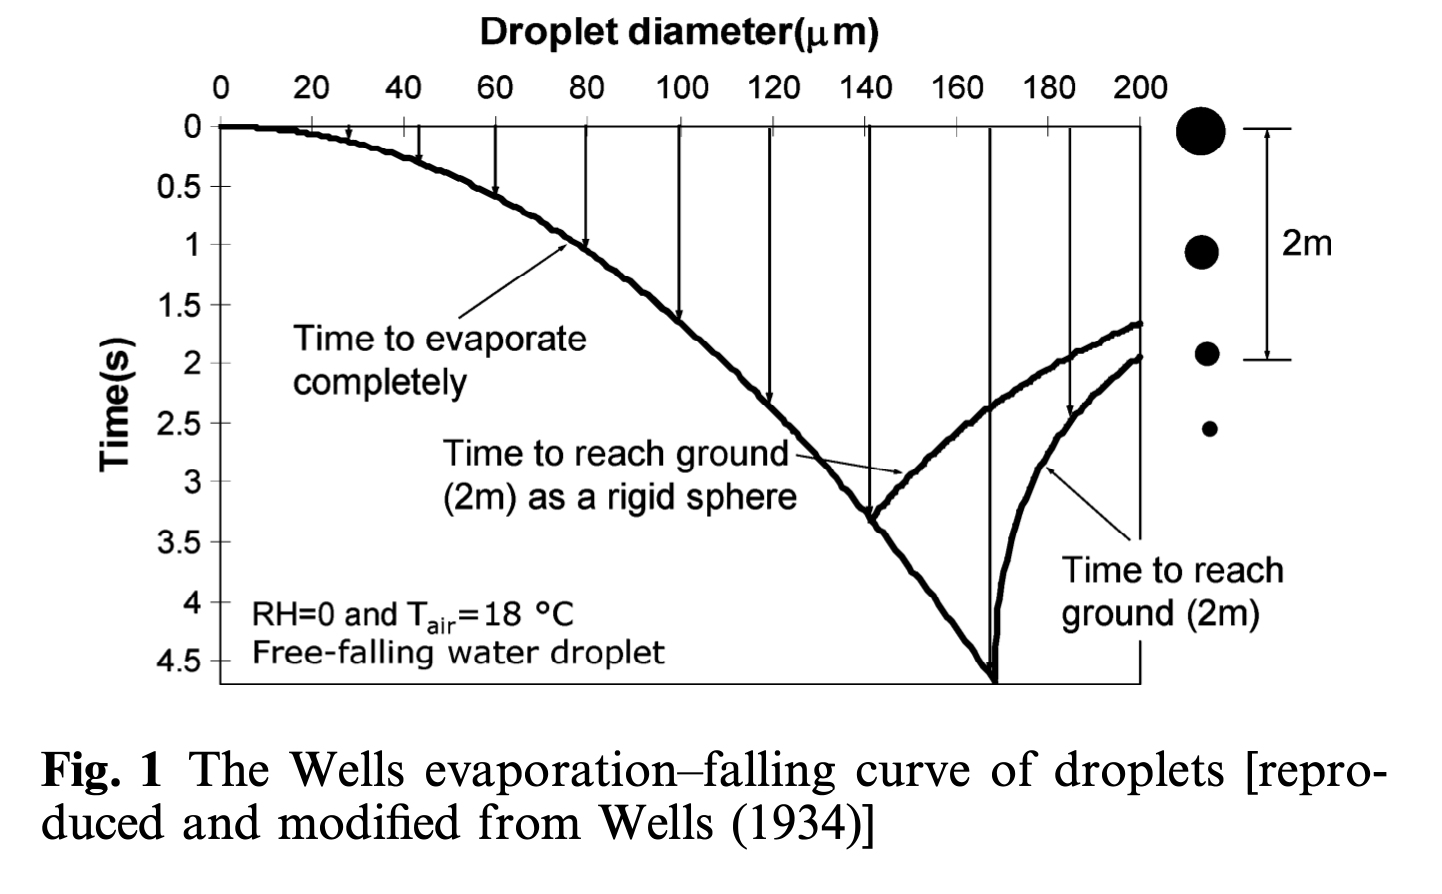 Droplet diameter(μm)
0 20 40 60 80 100 120 140 160 180 200
0
0.5
1
1.5
2
2.5
3
3.5
4
4.5
Time(s)
2m
Time to evaporate
completely
Time to reach ground
(2m) as a rigid sphere
Time to reach
ground (2m)
RH=0 and Tair=18 °C
Free-falling water droplet
Fig. 1 The Wells evaporation–falling curve of droplets [repro-
duced and modified from Wells (1934)]